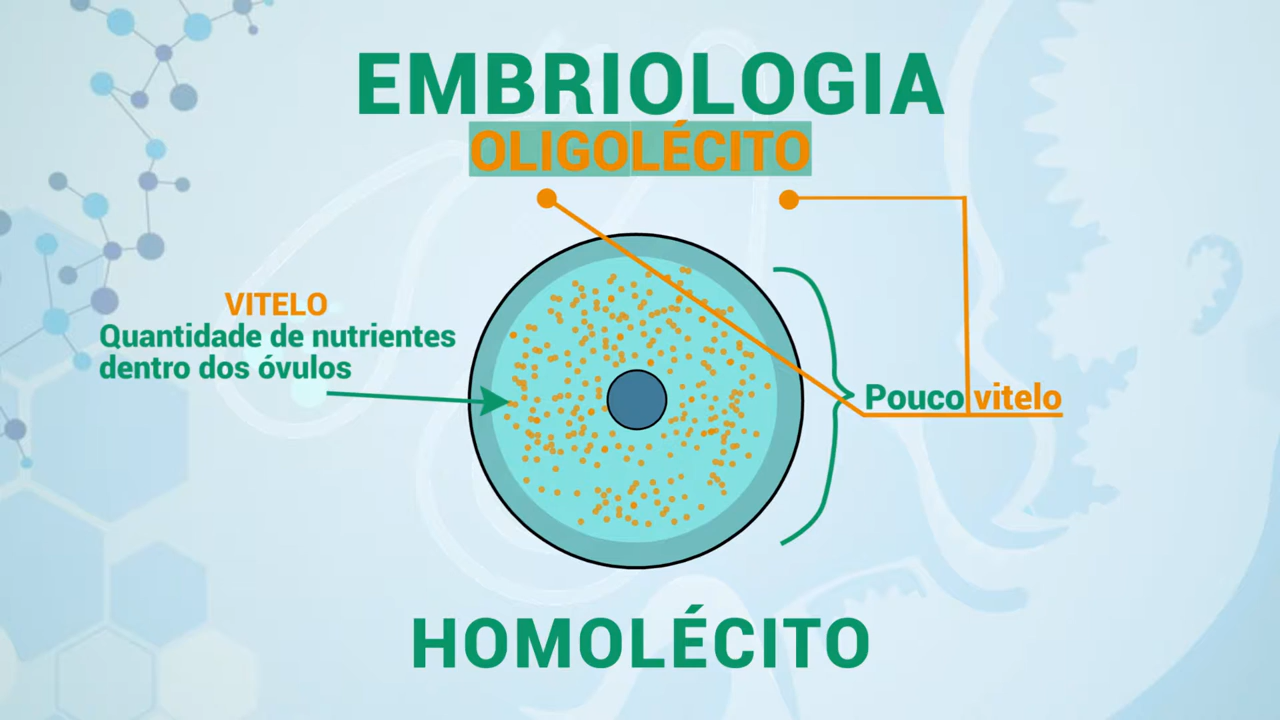 EMBRIOLOGIA
OLIGOLÉCITO
VITELO
Quantidade de nutrientes
dentro dos óvulos
Pouco vitelo
HOMOLÉCITO